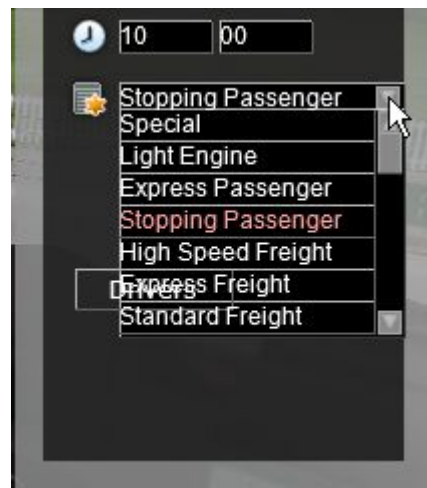 10 00
Stopping Passenger
Special
Light Engine
Express Passenger
Stopping Passenger
High Speed Freight
Express Freight
Drivers
Standard Freight